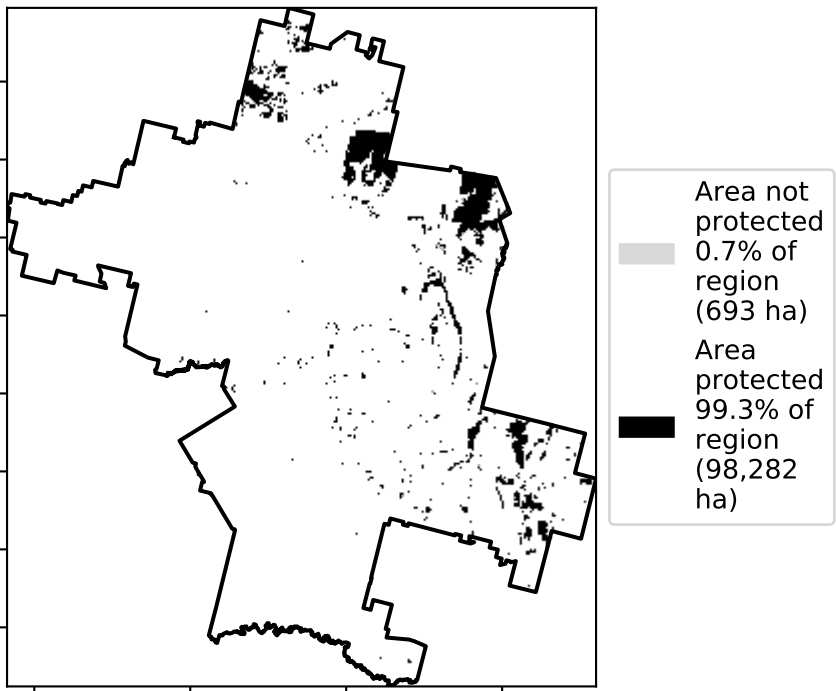 Area not
protected
0.7% of
region
(693 ha)
Area
protected
99.3% of
region
(98,282
ha)